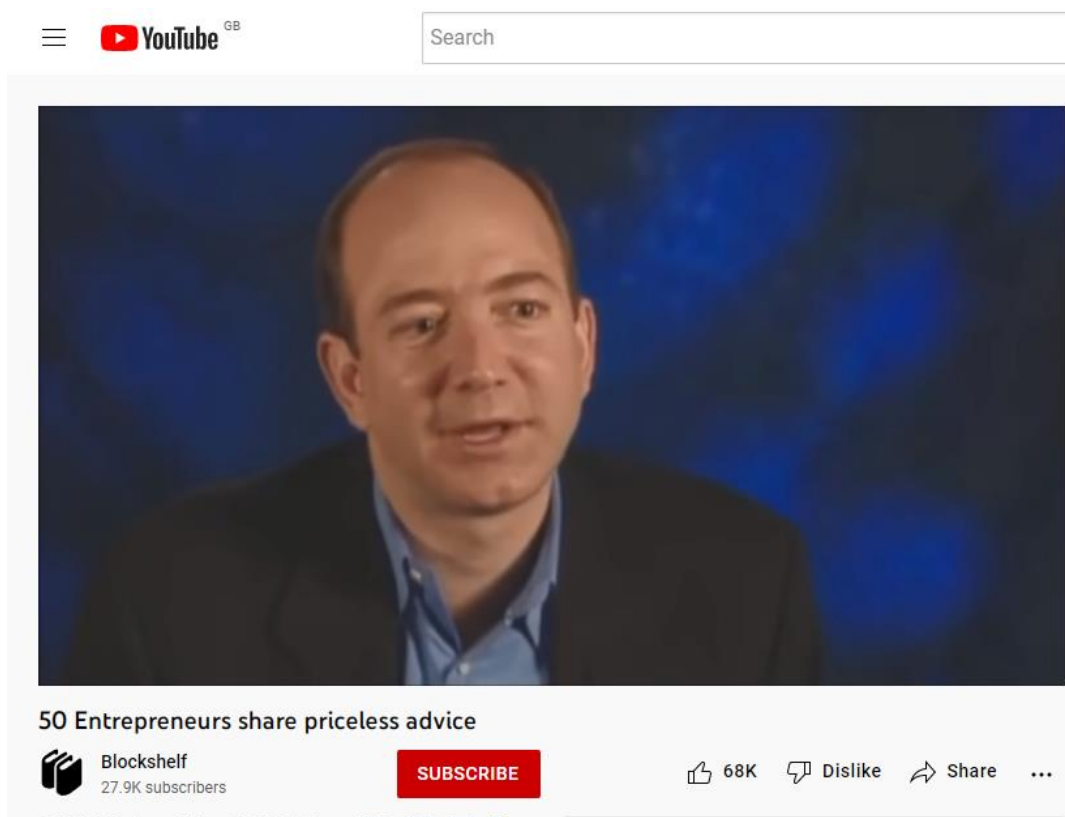 YouTube GB
Search
50 Entrepreneurs share priceless advice
Blockshelf
27.9K subscribers
SUBSCRIBE
68K
Dislike
Share